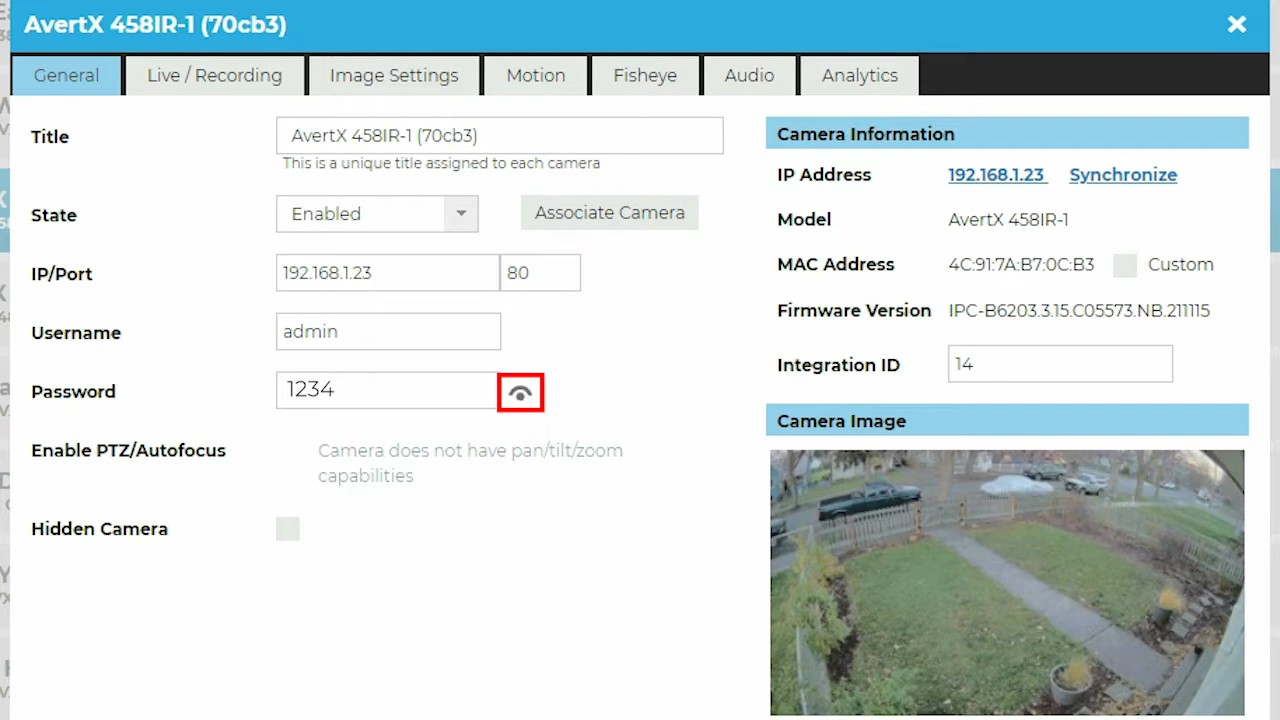 AvertX 458IR-1 (70cb3)
General Live / Recording Image Settings Motion Fisheye Audio Analytics
Title AvertX 458IR-1 (70cb3)
This is a unique title assigned to each camera
State Enabled Associate Camera
IP/Port 192.168.1.23 80
Username admin
Password 1234
Enable PTZ/Autofocus Camera does not have pan/tilt/zoom
capabilities
Hidden Camera
Camera Information
IP Address 192.168.1.23 Synchronize
Model AvertX 458IR-1
MAC Address 4C:91:7A:B7:0C:B3 Custom
Firmware Version IPC-B6203.3.15.C05573.NB.211115
Integration ID 14
Camera Image